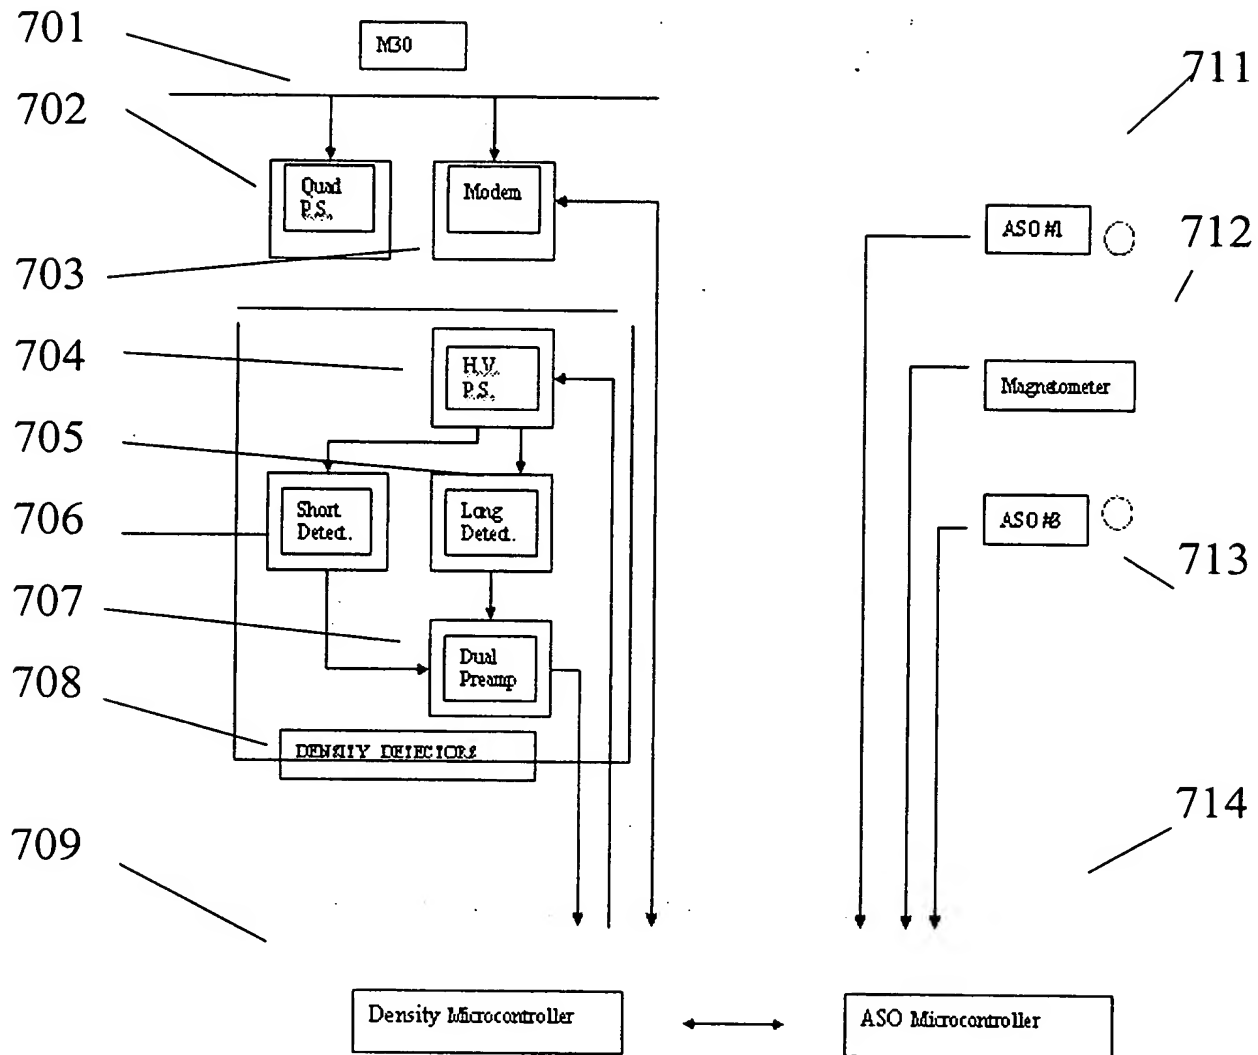 701
M30
711
702
Quad
P.S.
Modem
ASO #1
712
703
704
H.V.
P.S.
Magnetometer
705
706
Short
Detect.
Long
Detect.
ASO #3
713
707
Dual
Preamp
708
DENSITY DETECTORS
714
709
Density Microcontroller
ASO Microcontroller